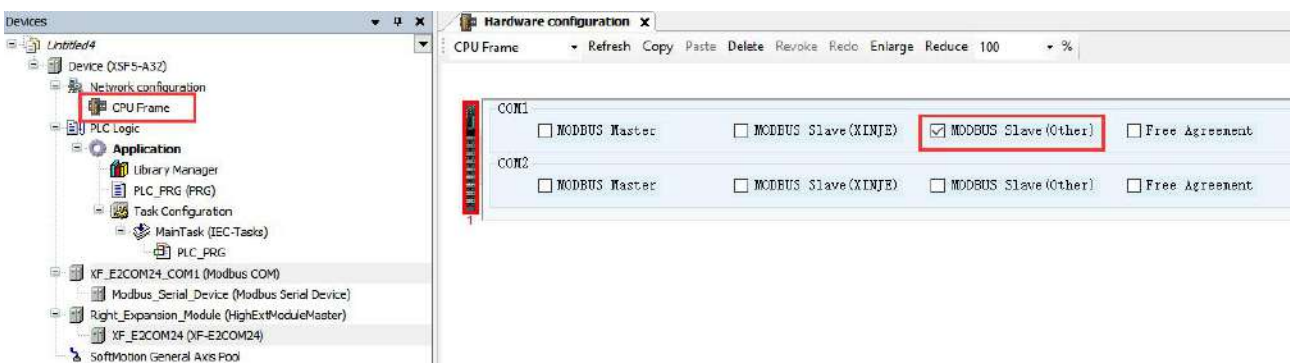 Devices
Untitled4
Device (XSF5-A32)
Network configuration
CPU Frame
PLC Logic
Application
Library Manager
PLC_PRG (PRG)
Task Configuration
MainTask (IEC-Tasks)
PLC_PRG
XF_E2COM24_COM1 (Modbus COM)
Modbus_Serial_Device (Modbus Serial Device)
Right_Expansion_Module (HighExtModuleMaster)
XF_E2COM24 (XF-E2COM24)
SoftMotion General Axis Pool
Hardware configuration
CPU Frame Refresh Copy Paste Delete Revoke Redo Enlarge Reduce 100 %
COM1
MODBUS Master MODBUS Slave(XINJE) MODBUS Slave(Other) Free Agreement
COM2
MODBUS Master MODBUS Slave(XINJE) MODBUS Slave(Other) Free Agreement
1